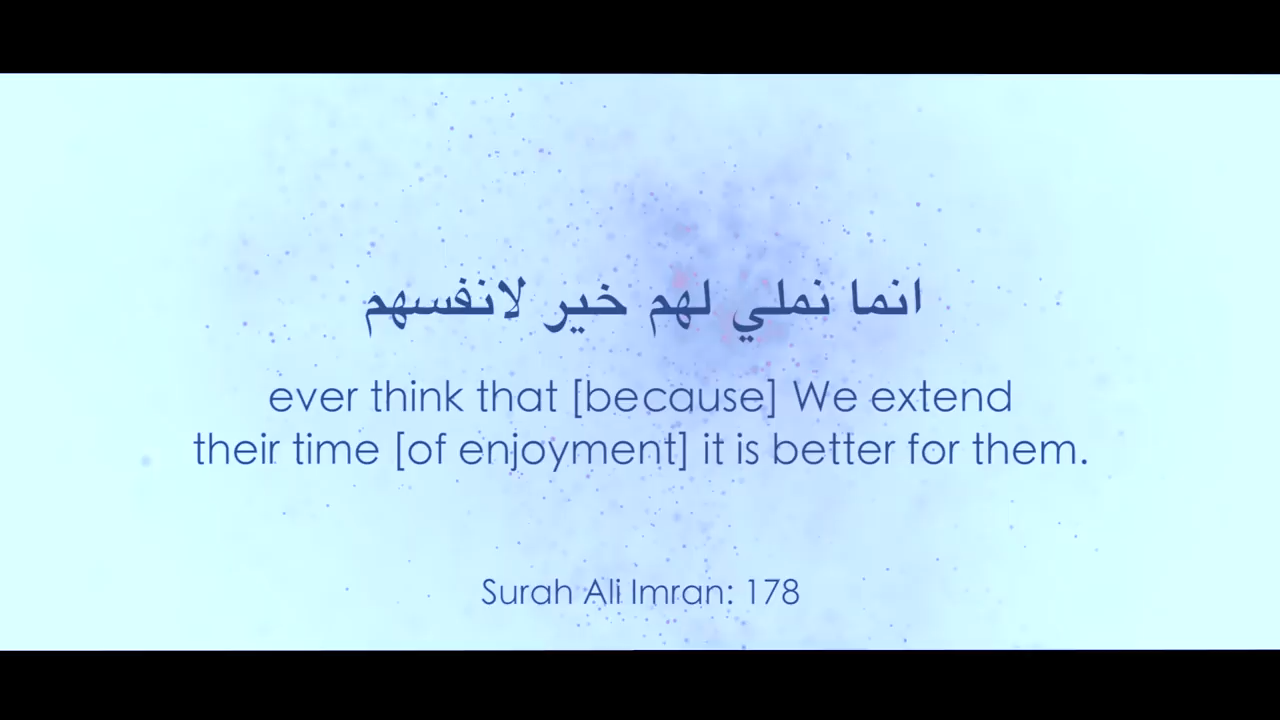 انما نملي لهم خير لانفسهم
ever think that [because] We extend
their time [of enjoyment] it is better for them.
Surah Ali Imran: 178